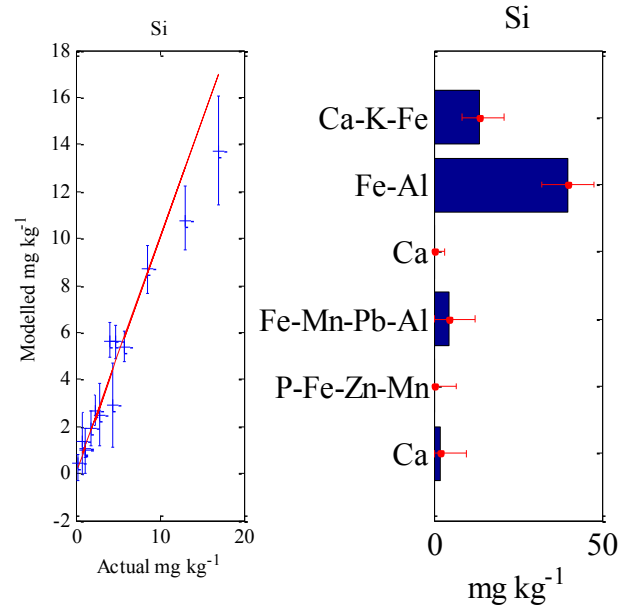 Si
18
16
14
12
10
8
6
4
2
0
-2
Modelled mg kg⁻¹
0
10
20
Actual mg kg⁻¹
Si
Ca-K-Fe
Fe-Al
Ca
Fe-Mn-Pb-Al
P-Fe-Zn-Mn
Ca
0
50
mg kg⁻¹